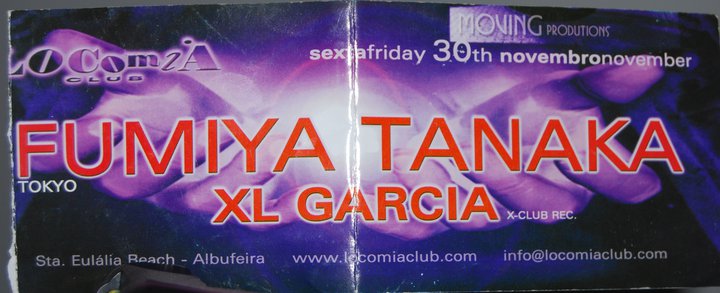 MOVING PRODUTIONS
LOCOMIA
CLUB
sextafriday 30th novembronovember
FUMIYA TANAKA
TOKYO
XL GARCIA X-CLUB REC.
Sta. Eulália Beach - Albufeira www.locomiaclub.com info@locomiaclub.com